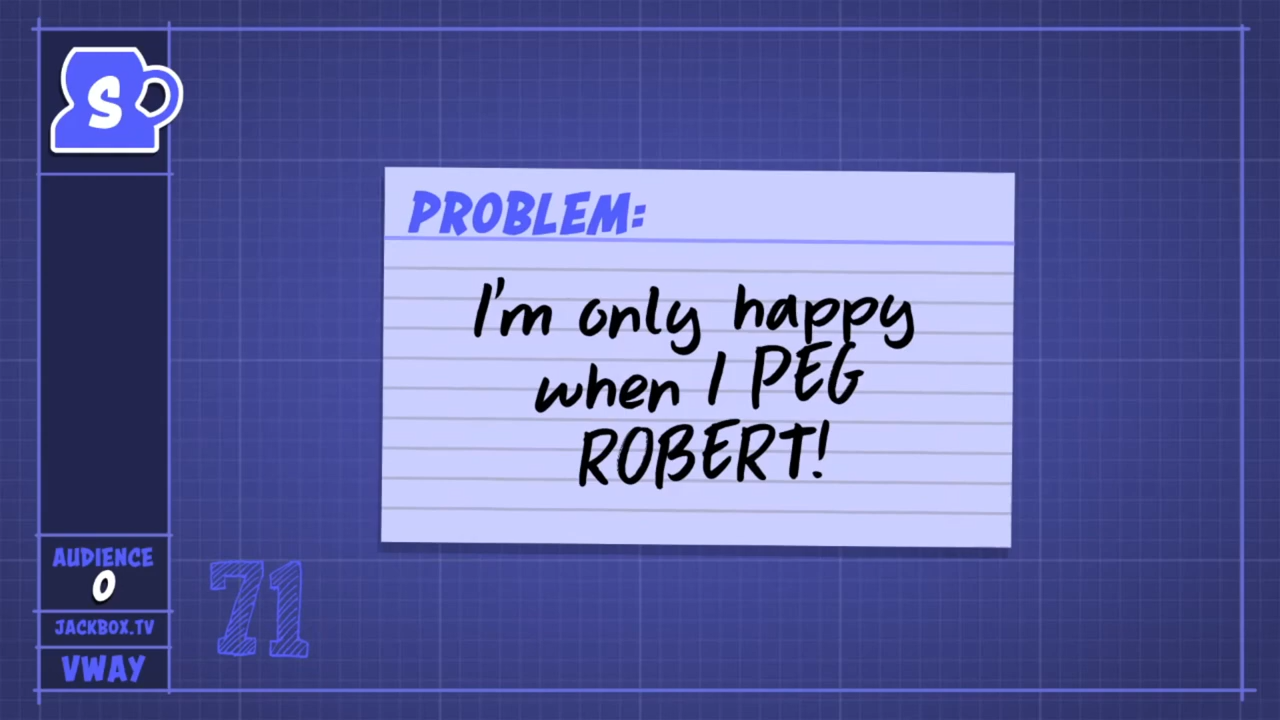 S
PROBLEM:
I'm only happy
when I PEG
ROBERT!
AUDIENCE
0
JACKBOX.TV
VWAY
71